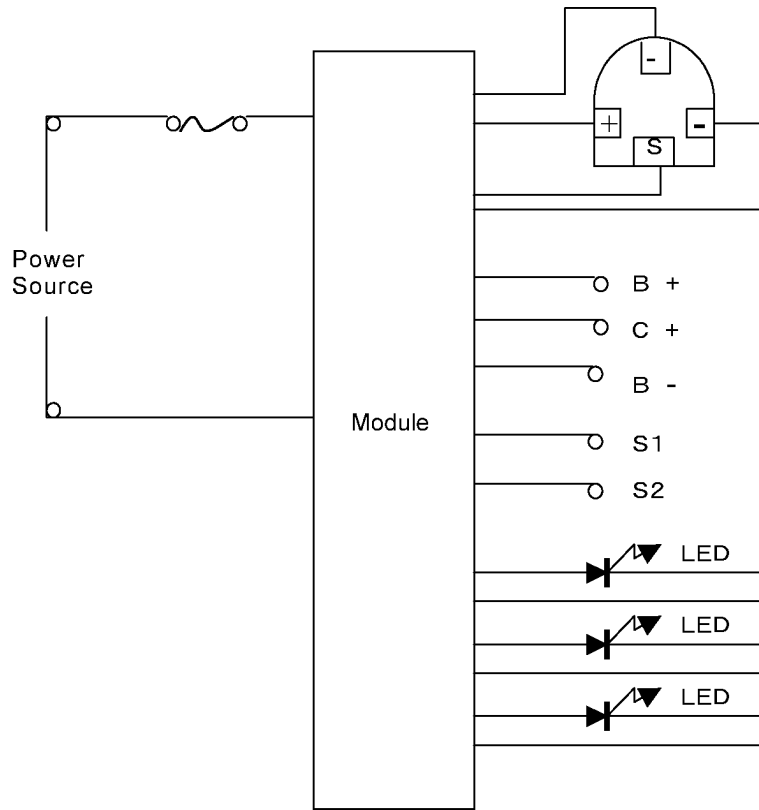 -
+
-
S
Power
Source
B +
C +
B -
Module
S1
S2
LED
LED
LED